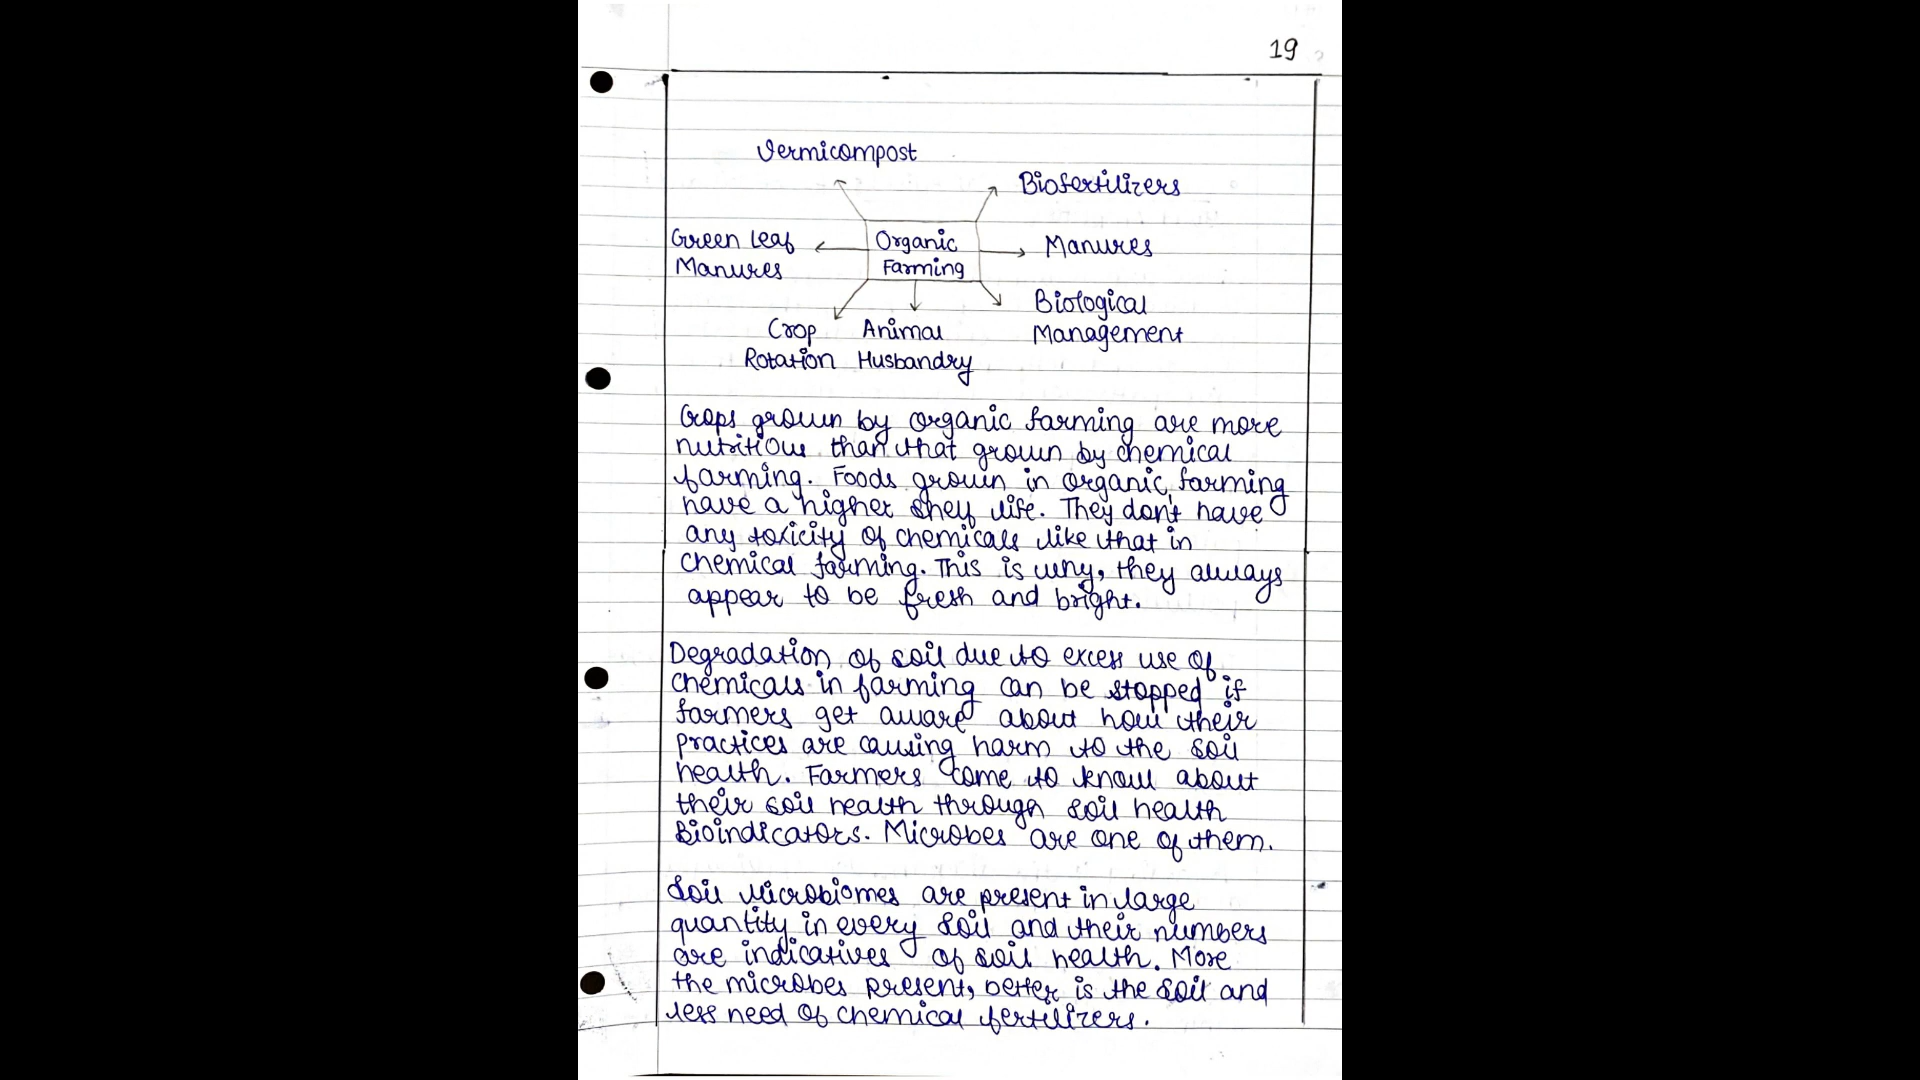 19
Vermicompost
Biofertilizers
Green Leaf
Manures
Organic
Farming
Manures
Biological
Management
Crop
Rotation
Animal
Husbandry
Crops grown by organic farming are more
nutritious than that grown by chemical
farming. Foods grown in organic farming
have a higher shelf life. They don't have
any toxicity of chemicals like that in
chemical farming. This is why, they always
appear to be fresh and bright.
Degradation of soil due to excess use of
chemicals in farming can be stopped if
farmers get aware about how their
practices are causing harm to the soil
health. Farmers come to know about
their soil health through soil health
Bioindicators. Microbes are one of them.
Soil Microbiomes are present in large
quantity in every soil and their numbers
are indicatives of soil health. More
the microbes present, better is the soil and
less need of chemical fertilizers.